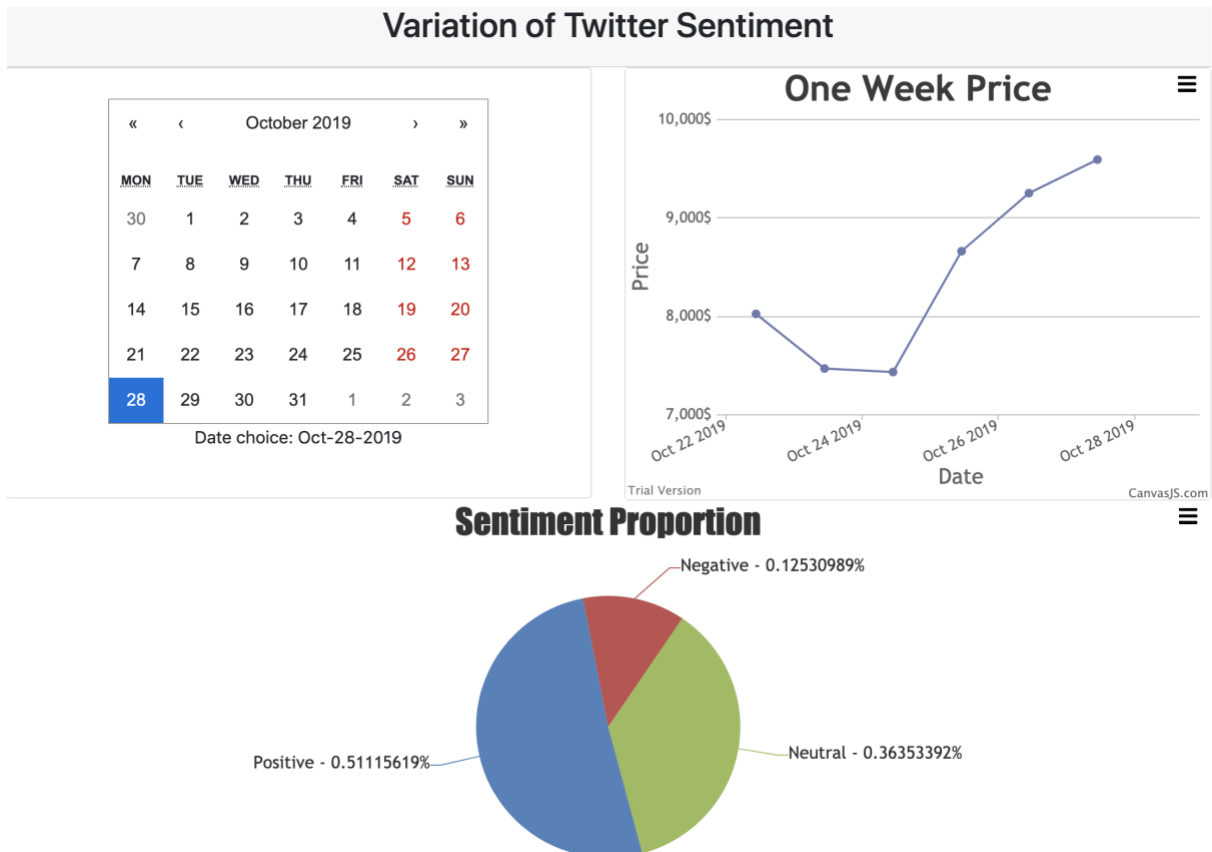 Variation of Twitter Sentiment
« ‹ October 2019 › »
MON TUE WED THU FRI SAT SUN
30 1 2 3 4 5 6
7 8 9 10 11 12 13
14 15 16 17 18 19 20
21 22 23 24 25 26 27
28 29 30 31 1 2 3
Date choice: Oct-28-2019
One Week Price
10,000$
9,000$
8,000$
7,000$
Price
Oct 22 2019 Oct 24 2019 Oct 26 2019 Oct 28 2019
Date
Trial Version
CanvasJS.com
Sentiment Proportion
Negative - 0.12530989%
Neutral - 0.36353392%
Positive - 0.51115619%